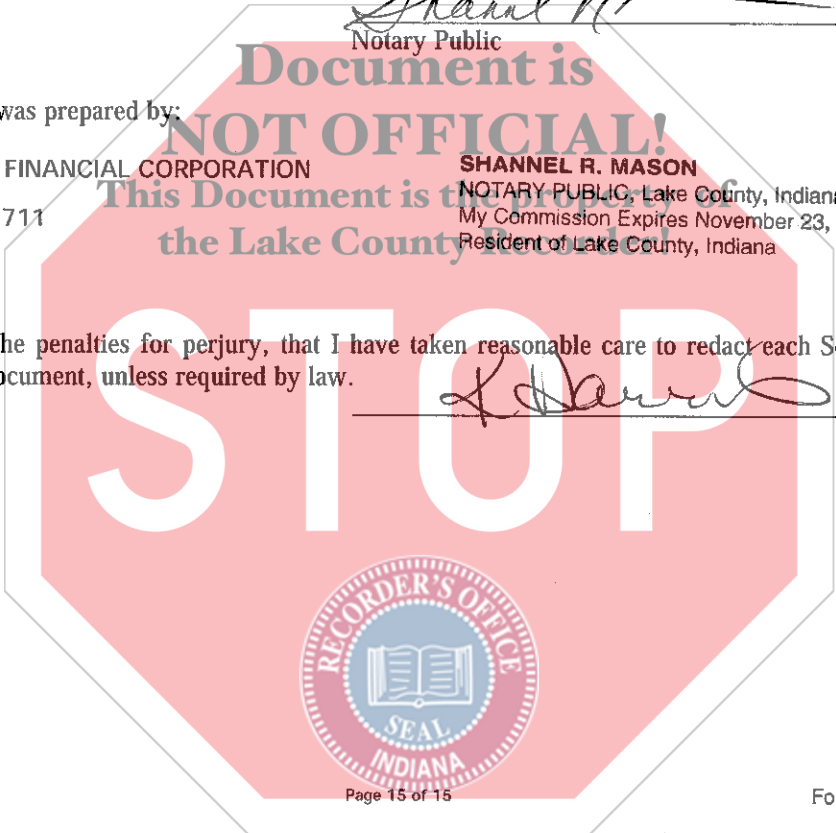 Notary Public
Document is
was prepared by:
NOT OFFICIAL!
FINANCIAL CORPORATION
SHANNEL R. MASON
This Document is the property of
NOTARY PUBLIC, Lake County, Indiana
711
My Commission Expires November 23,
the Lake County Recorder!
Resident of Lake County, Indiana
STOP
he penalties for perjury, that I have taken reasonable care to redact each S
ocument, unless required by law.
RECORDER'S OFFICE
SEAL
INDIANA
Page 15 of 15
Fo